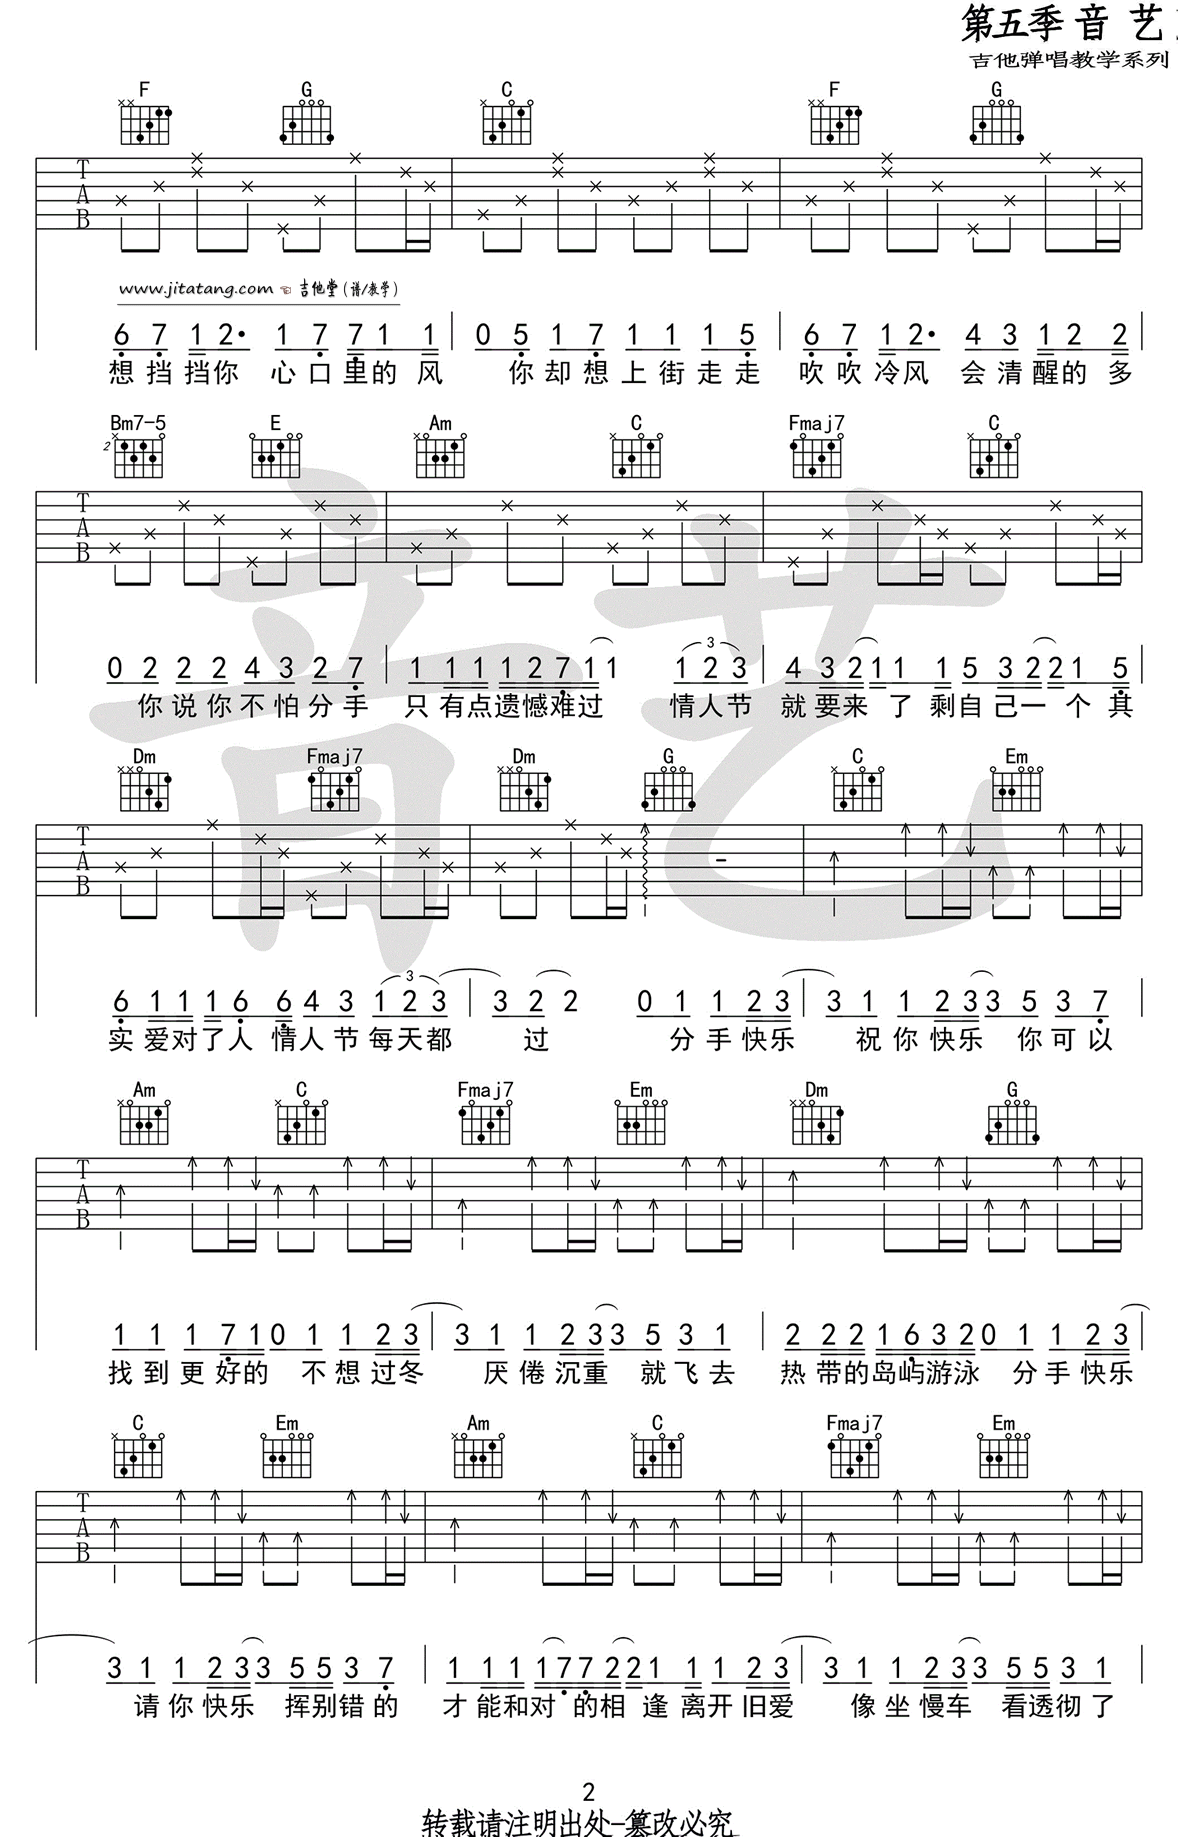 第五季 音 艺
吉他弹唱教学系列
F G C F G
T
A
B
www.jitatang.com ☜ 吉他堂(谱/教学)
6 7 1 2· 1 7 7 1 1 0 5 1 7 1 1 1 5 6 7 1 2· 4 3 1 2 2
想 挡 挡你 心 口 里的 风 你 却 想 上 街 走 走 吹 吹 冷风 会 清 醒的 多
Bm7-5 E Am C Fmaj7 C
2
T
A
B
0 2 2 2 4 3 2 7 1 1 1 1 2 7 1 1 1 2 3 4 3 2 1 1 1 5 3 2 2 1 5
你 说 你 不 怕 分 手 只 有点遗憾难过 情人节 就 要来 了 剩自 己一 个 具
Dm Fmaj7 Dm G C Em
T
A
B
6 1 1 1 6 6 4 3 1 2 3 3 2 2 0 1 1 2 3 3 1 1 2 3 3 5 3 7
实 爱对了人 情人 节 每天都 过 分 手 快乐 祝 你 快乐 你 可 以
Am C Fmaj7 Em Dm G
T
A
B
1 1 1 7 1 0 1 1 2 3 3 1 1 2 3 3 5 3 1 2 2 2 1 6 3 2 0 1 1 2 3
找 到 更 好的 不 想 过冬 厌 倦 沉重 就 飞 去 热 带的岛屿游泳 分 手 快乐
C Em Am C Fmaj7 Em
T
A
B
3 1 1 2 3 3 5 5 3 7 1 1 1 1 7 7 2 2 1 1 1 2 3 3 1 1 2 3 3 5 5 3 1
请 你 快乐 挥别错 的 才 能和对 的相 逢 离开 旧爱 像 坐 慢车 看透彻 了
2
转载请注明出处-篡改必究